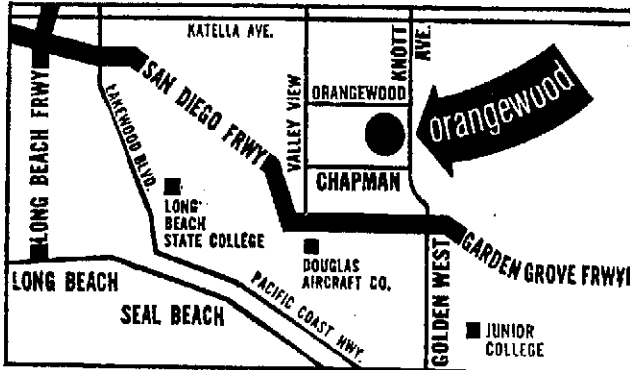 KATELLA AVE.
KNOTT AVE.
SAN DIEGO FRWY
LAKEWOOD BLVD.
LONG BEACH FRWY
VALLEY VIEW
ORANGEWOOD
orangewood
CHAPMAN
LONG
BEACH
STATE COLLEGE
DOUGLAS
AIRCRAFT CO.
GARDEN GROVE FRWY
GOLDEN WEST
LONG BEACH
SEAL BEACH
PACIFIC COAST HWY.
JUNIOR
COLLEGE